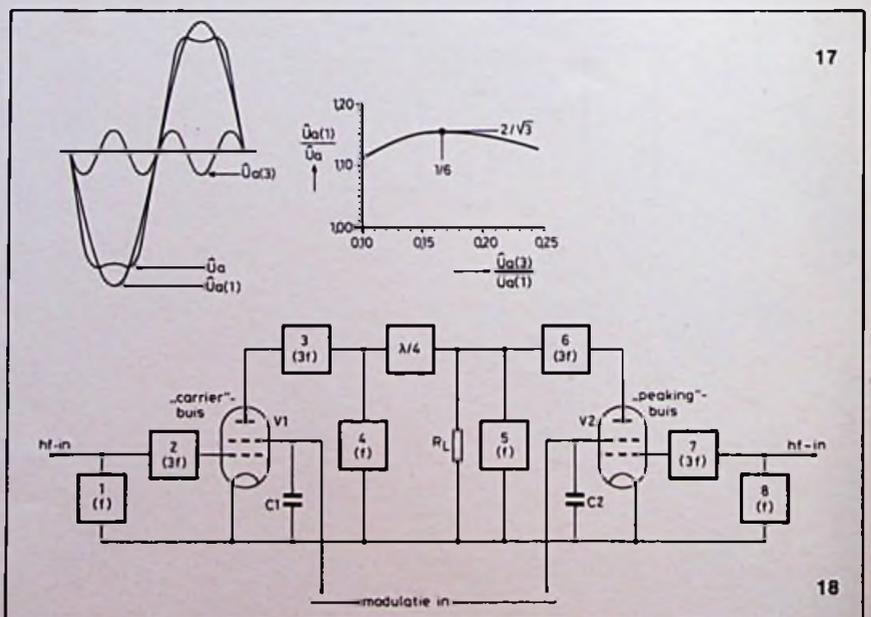 17
1,20
Ûa(1)
Ûa
1,10
1,00
2/√3
1/6
0,10 0,15 0,20 0,25
Ûa(3)
Ûa(1)
Ûa(3)
Ûa
Ûa(1)
3
(3f)
λ/4
6
(3f)
„carrier"-
buis
V1
„peaking"-
buis
V2
hf-in
2
(3f)
1
(f)
4
(f)
RL
5
(f)
7
(3f)
hf-in
8
(f)
C1
C2
modulatie in
18